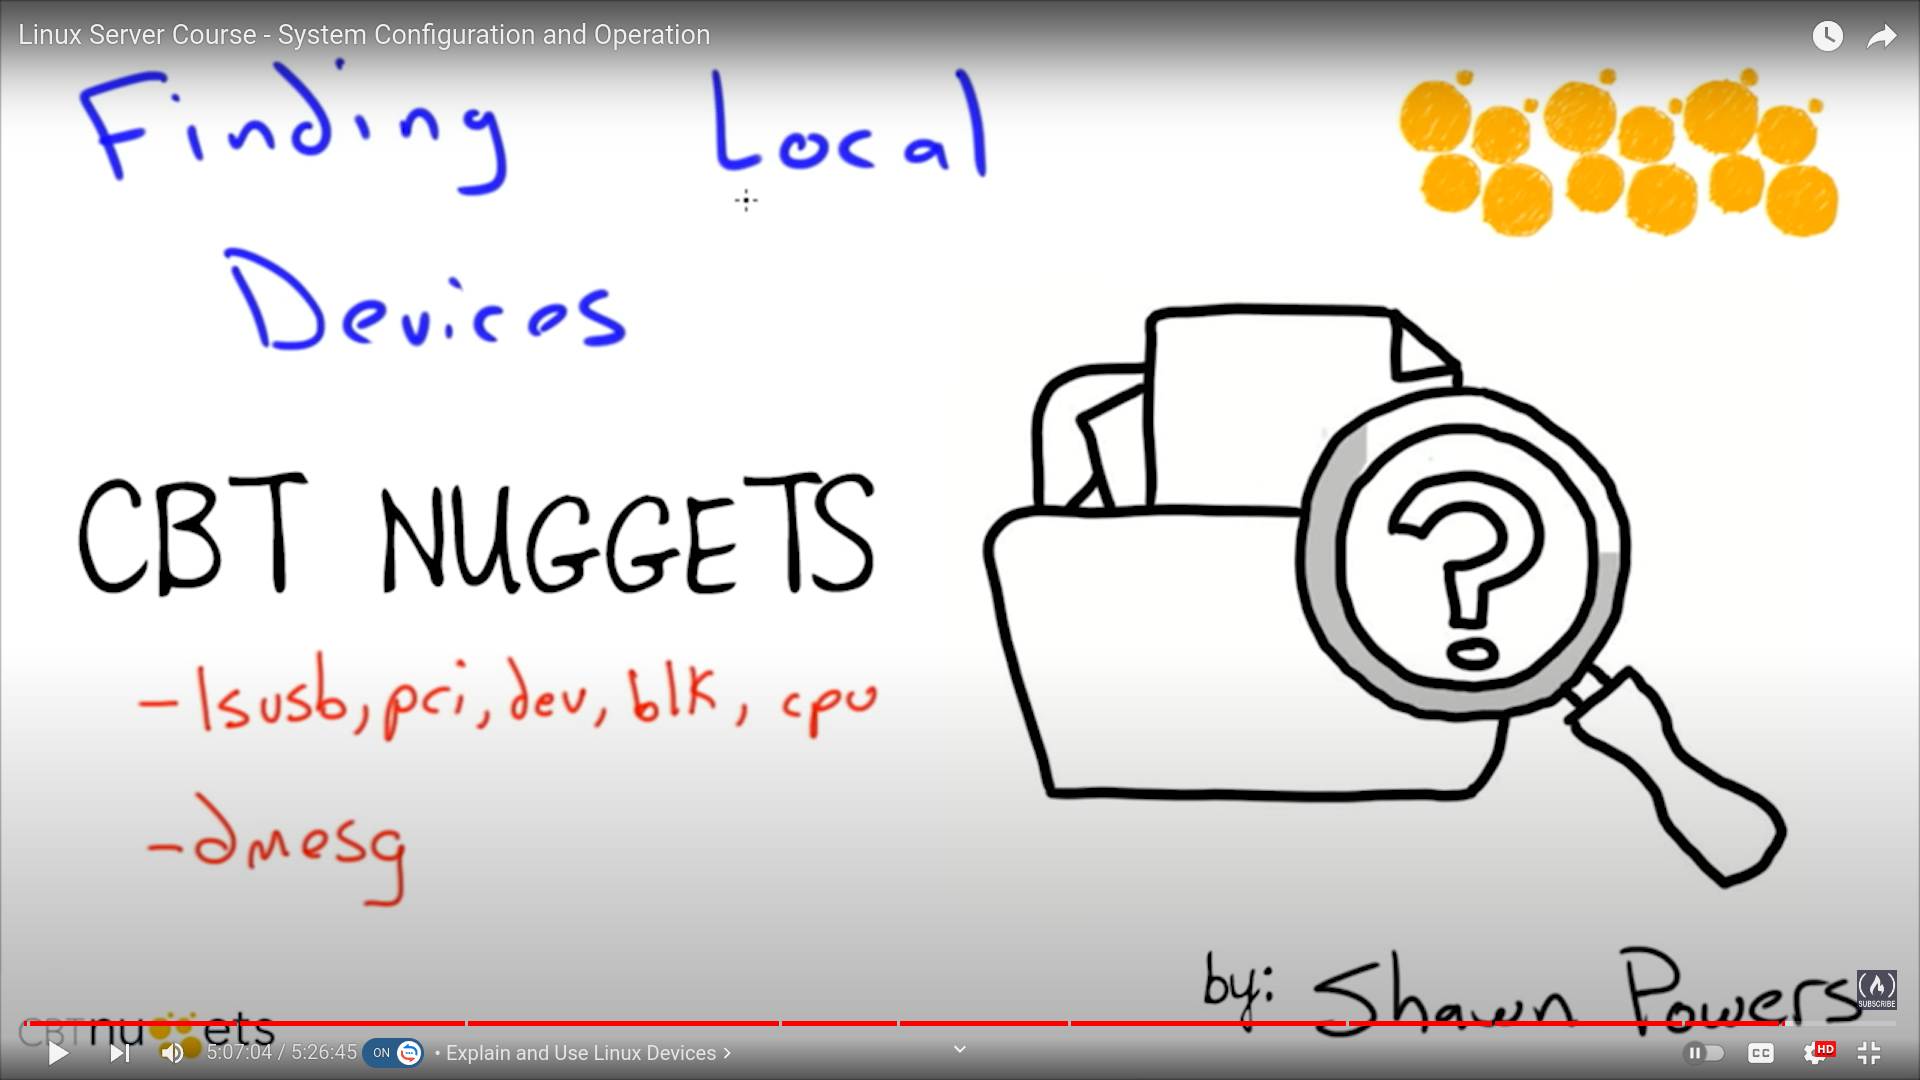 Linux Server Course - System Configuration and Operation
Finding Local
Devices
CBT NUGGETS
- lsusb, pci, dev, blk, cpu
- dmesg
by: Shawn Powers
SUBSCRIBE
CBTnuggets
5:07:04 / 5:26:45 ON • Explain and Use Linux Devices >
CC
HD